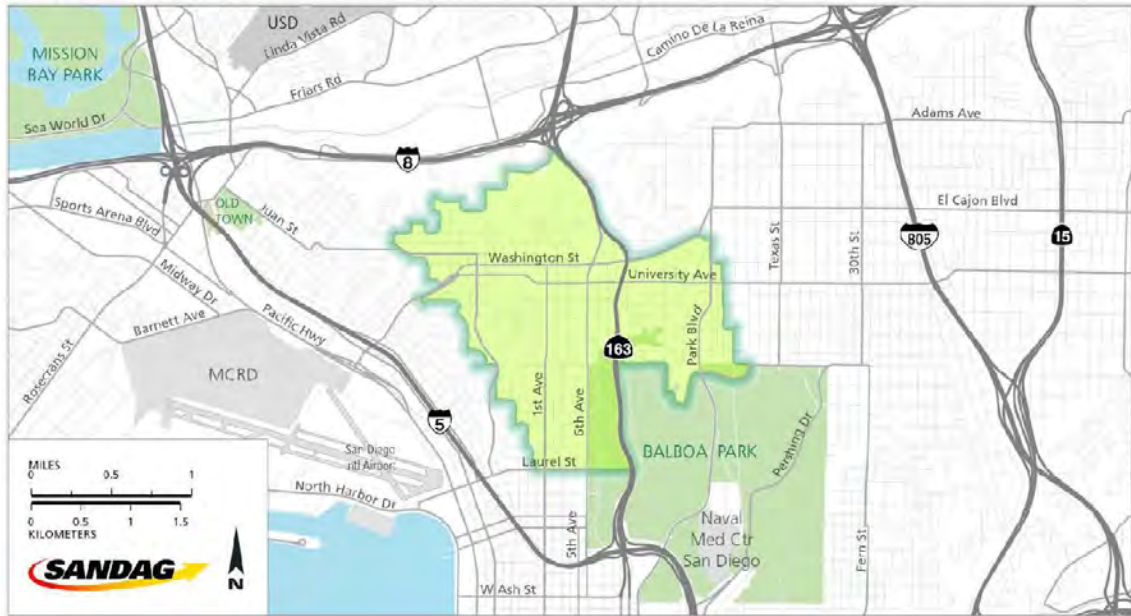 USD
Linda Vista Rd
Camino De La Reina
MISSION
BAY PARK
Friars Rd
Sea World Dr
Adams Ave
8
OLD
TOWN
Juan St
Sports Arena Blvd
El Cajon Blvd
805
15
Texas St
30th St
Washington St
University Ave
Midway Dr
Pacific Hwy
Barnett Ave
Rosecrans St
163
Park Blvd
MCRD
1st Ave
6th Ave
5
San Diego
Intl Airport
Laurel St
BALBOA PARK
Pershing Dr
MILES
0 0.5 1
0 0.5 1 1.5
KILOMETERS
North Harbor Dr
5th Ave
Naval
Med Ctr
San Diego
Fern St
SANDAG
N
W Ash St